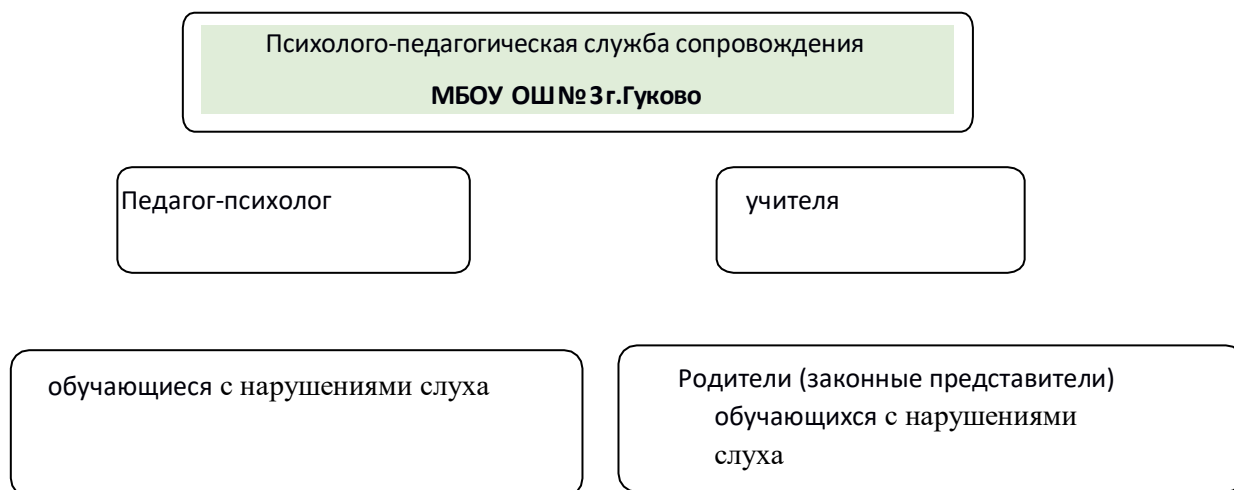 Психолого-педагогическая служба сопровождения
МБОУ ОШ№3г.Гуково
Педагог-психолог
учителя
обучающиеся с нарушениями слуха
Родители (законные представители)
обучающихся с нарушениями
слуха